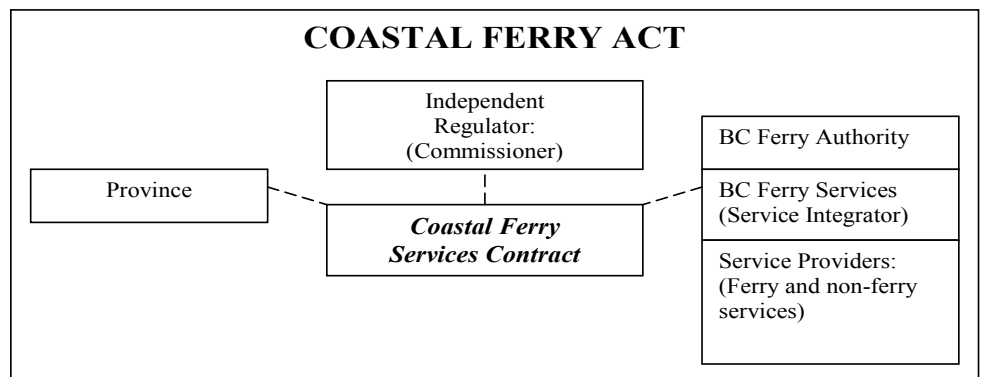 COASTAL FERRY ACT
Independent
Regulator:
(Commissioner)
Province
Coastal Ferry
Services Contract
BC Ferry Authority
BC Ferry Services
(Service Integrator)
Service Providers:
(Ferry and non-ferry
services)